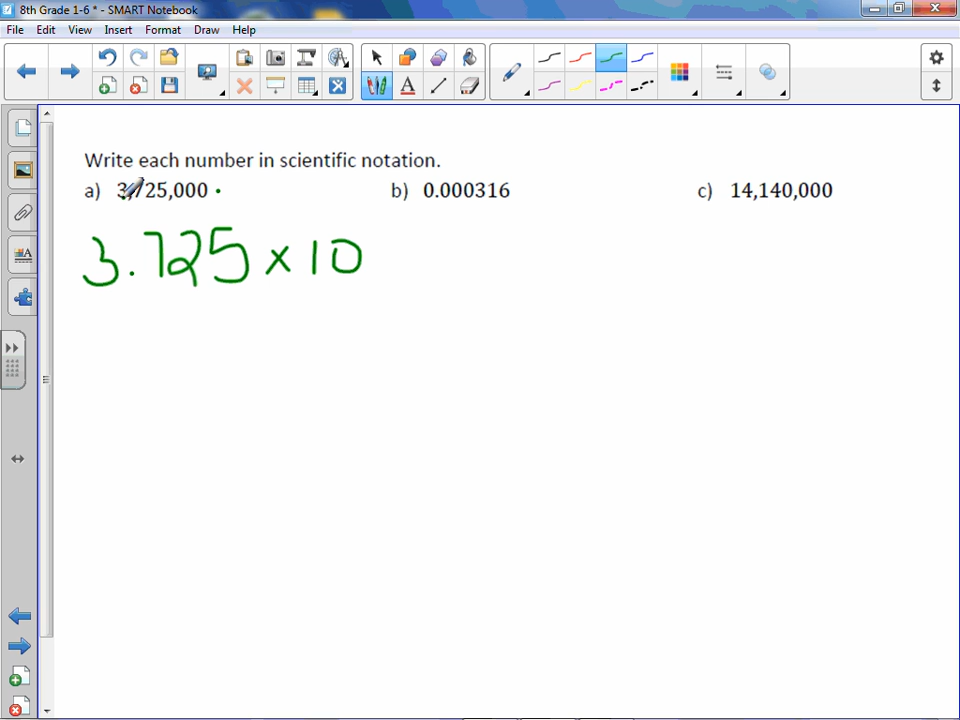 8th Grade 1-6 * - SMART Notebook
File Edit View Insert Format Draw Help
Write each number in scientific notation.
a) 3,725,000 . b) 0.000316 c) 14,140,000
3.725 x 10